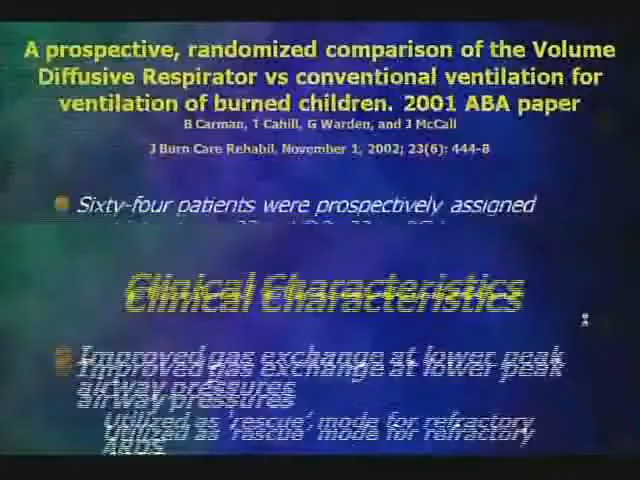 A prospective, randomized comparison of the Volume
Diffusive Respirator vs conventional ventilation for
ventilation of burned children. 2001 ABA paper
B Carman, T Cahill, G Warden, and J McCall
J Burn Care Rehabil, November 1, 2002; 23(6): 444-8
Sixty-four patients were prospectively assigned
Clinical Characteristics
Improved gas exchange at lower peak
airway pressures
Utilized as ‘rescue’ mode for refractory
ARDS